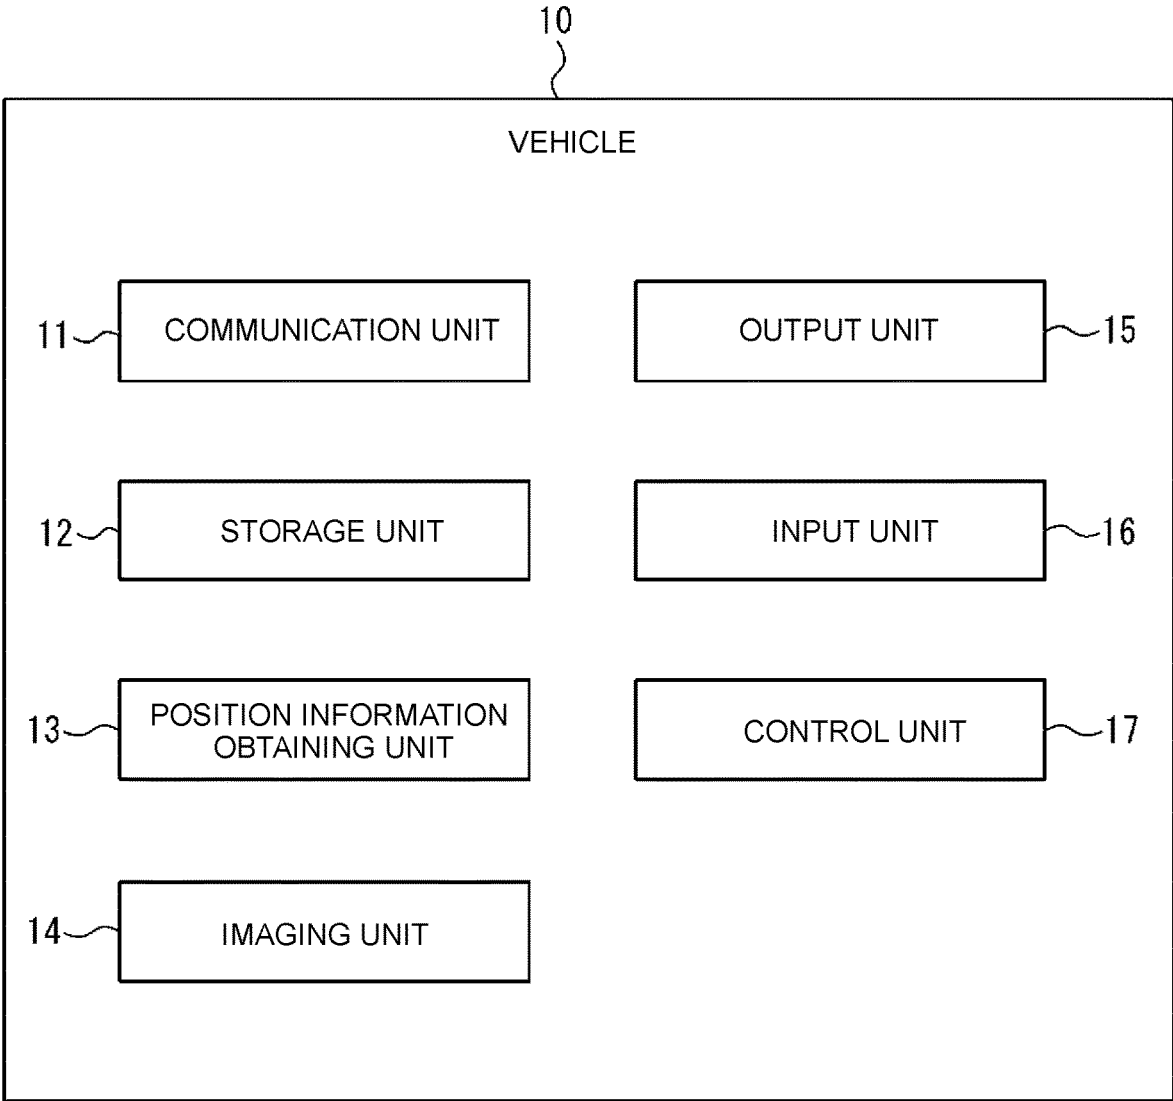 10
VEHICLE
11
COMMUNICATION UNIT
OUTPUT UNIT
15
12
STORAGE UNIT
INPUT UNIT
16
13
POSITION INFORMATION
OBTAINING UNIT
CONTROL UNIT
17
14
IMAGING UNIT